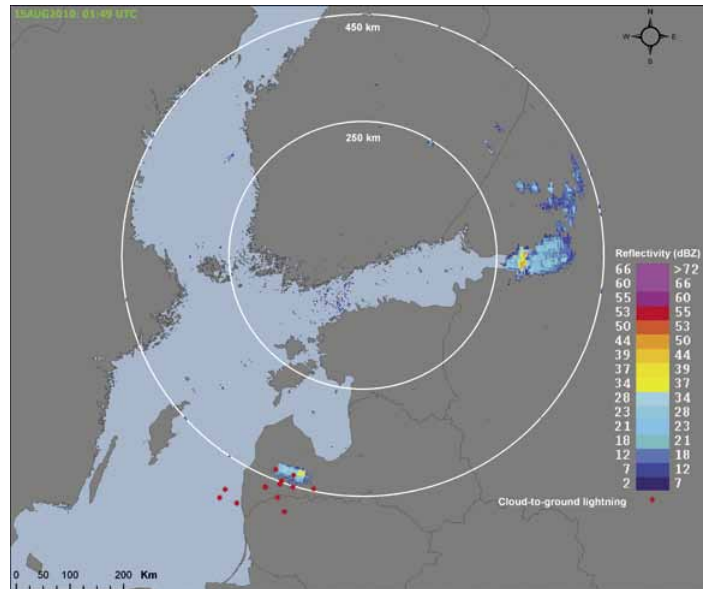 15AUG2010: 01:49 UTC
450 km
N
W E
S
250 km
Reflectivity (dBZ)
66 >72
60 66
55 60
53 55
50 53
44 50
39 44
37 39
34 37
28 34
23 28
21 23
18 21
12 18
7 12
2 7
Cloud-to-ground lightning
0 50 100 200 Km